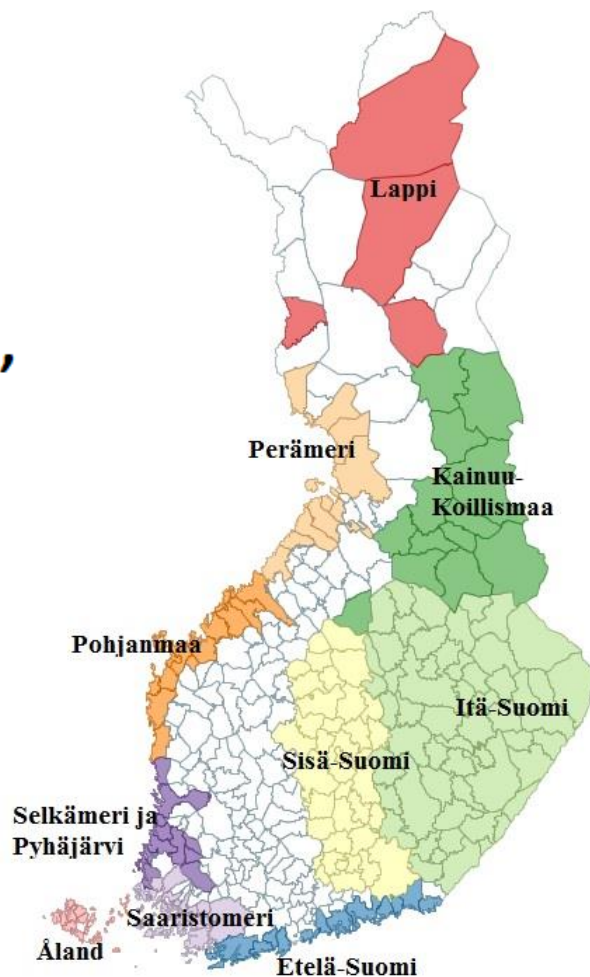 Lappi
,
Perämeri
Kainuu-
Koillismaa
Pohjanmaa
Itä-Suomi
Sisä-Suomi
Selkämeri ja
Pyhäjärvi
Saaristomeri
Åland
Etelä-Suomi